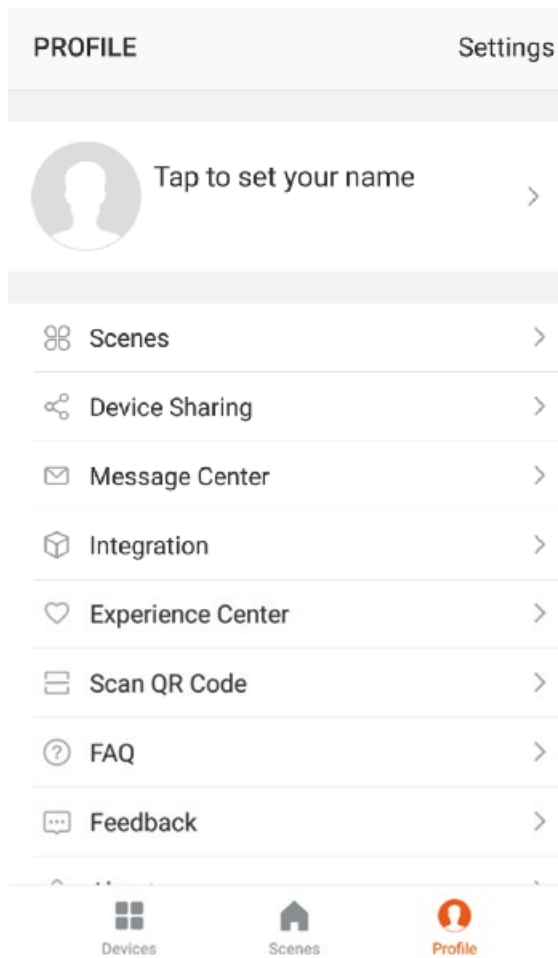 PROFILE Settings
Tap to set your name
Scenes
Device Sharing
Message Center
Integration
Experience Center
Scan QR Code
FAQ
Feedback
Devices Scenes Profile